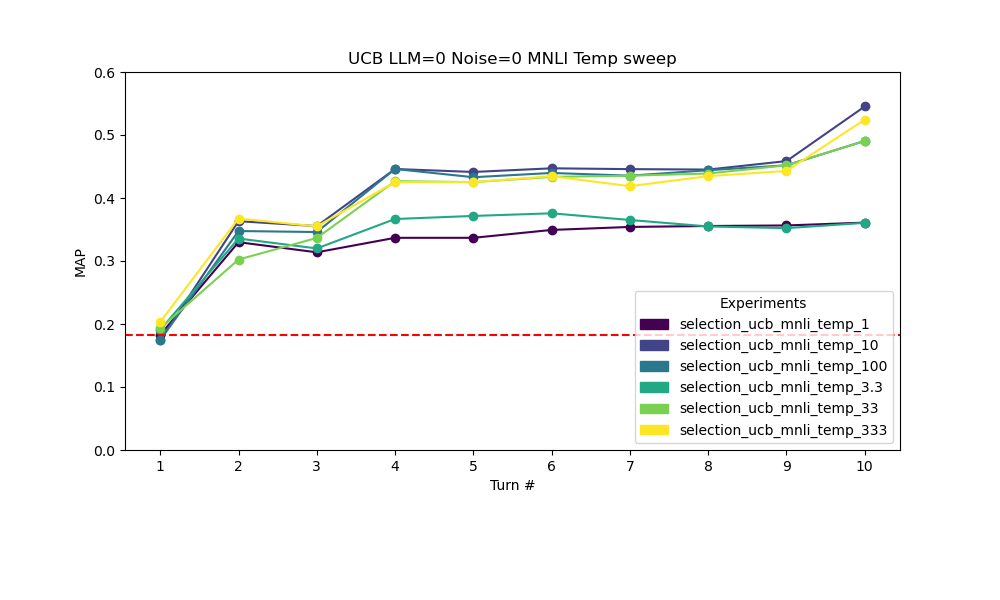 UCB LLM=0 Noise=0 MNLI Temp sweep
0.6
0.5
0.4
0.3
0.2
0.1
0.0
MAP
Experiments
selection_ucb_mnli_temp_1
selection_ucb_mnli_temp_10
selection_ucb_mnli_temp_100
selection_ucb_mnli_temp_3.3
selection_ucb_mnli_temp_33
selection_ucb_mnli_temp_333
1 2 3 4 5 6 7 8 9 10
Turn #